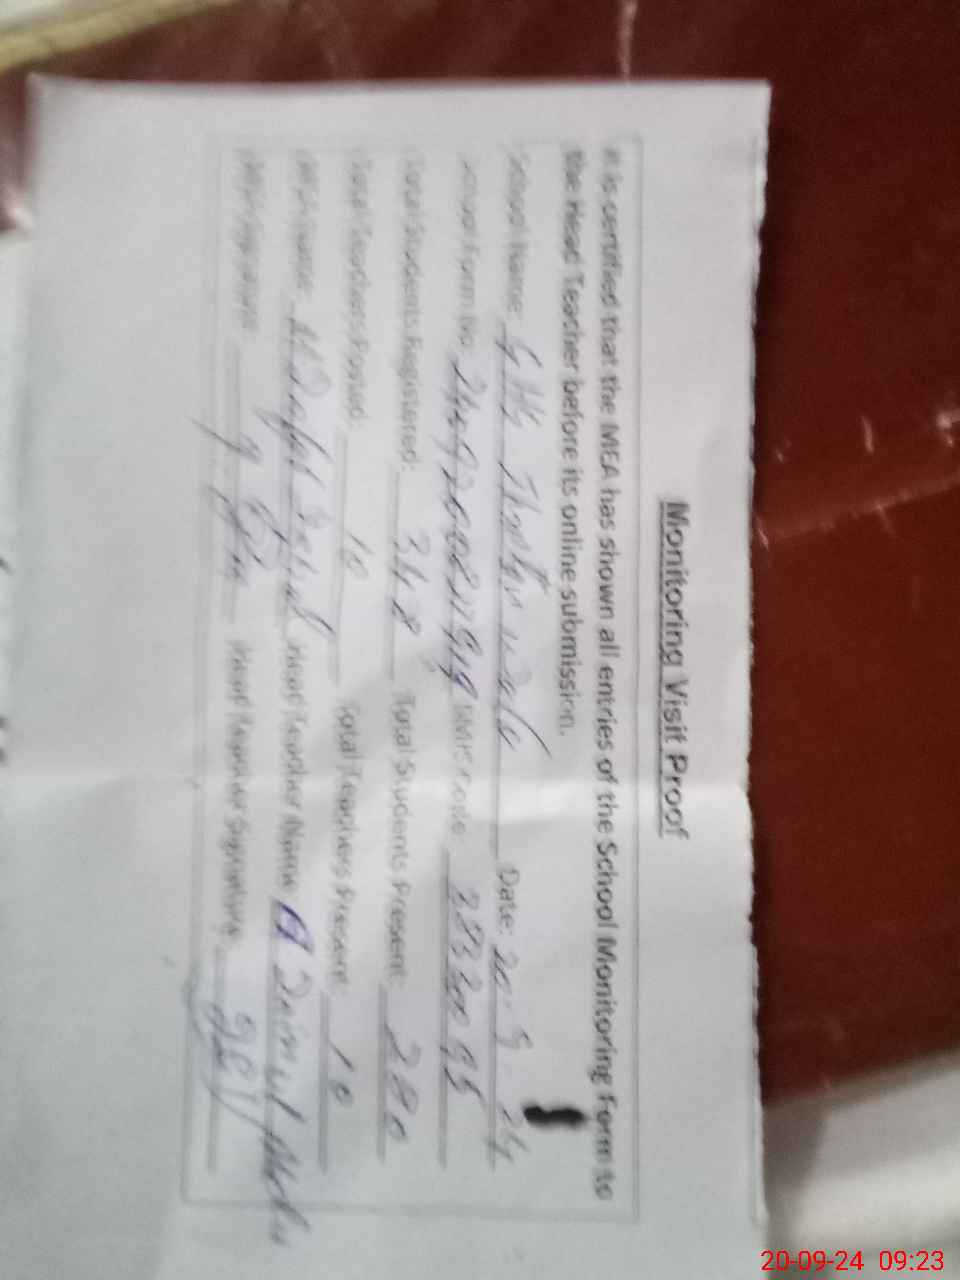 Monitoring Visit Proof
It is certified that the MEA has shown all entries of the School Monitoring Form to
the Head Teacher before its online submission.
School Name: GHS Date: 20-9-24
School Form No: EMIS Code:
Total Students Registered: 348 Total Students Present: 280
Total Teachers Posted: 10 Total Teachers Present: 10
MEA Name: Head Teacher Name
MEA Signature: Head Teacher Signature:
20-09-24 09:23